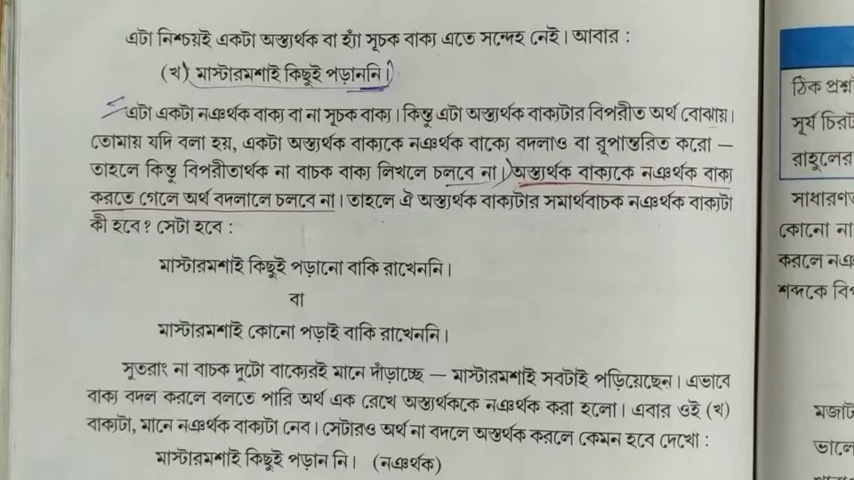 এটা নিশ্চয়ই একটা অস্ত্যর্থক বা হ্যাঁ সূচক বাক্য এতে সন্দেহ নেই। আবার :
(খ) মাস্টারমশাই কিছুই পড়াননি।
এটা একটা নঞর্থক বাক্য বা না সূচক বাক্য। কিন্তু এটা অস্ত্যর্থক বাক্যটার বিপরীত অর্থ বোঝায়।
তোমায় যদি বলা হয়, একটা অস্ত্যর্থক বাক্যকে নঞর্থক বাক্যে বদলাও বা রূপান্তরিত করো —
তাহলে কিন্তু বিপরীতার্থক না বাচক বাক্য লিখলে চলবে না। অস্ত্যর্থক বাক্যকে নঞর্থক বাক্য
করতে গেলে অর্থ বদলালে চলবে না। তাহলে ঐ অস্ত্যর্থক বাক্যটার সমার্থবাচক নঞর্থক বাক্যটা
কী হবে? সেটা হবে :
মাস্টারমশাই কিছুই পড়ানো বাকি রাখেননি।
বা
মাস্টারমশাই কোনো পড়াই বাকি রাখেননি।
সুতরাং না বাচক দুটো বাক্যেরই মানে দাঁড়াচ্ছে — মাস্টারমশাই সবটাই পড়িয়েছেন। এভাবে
বাক্য বদল করলে বলতে পারি অর্থ এক রেখে অস্ত্যর্থককে নঞর্থক করা হলো। এবার ওই (খ)
বাক্যটা, মানে নঞর্থক বাক্যটা নেব। সেটারও অর্থ না বদলে অস্তর্থক করলে কেমন হবে দেখো :
মাস্টারমশাই কিছুই পড়ান নি। (নঞর্থক)
ঠিক প্রশ্ন
সূর্য চিরট
রাহুলের
সাধারণত
কোনো না
করলে নঞ
শব্দকে বিপ
মজাট
ভালে